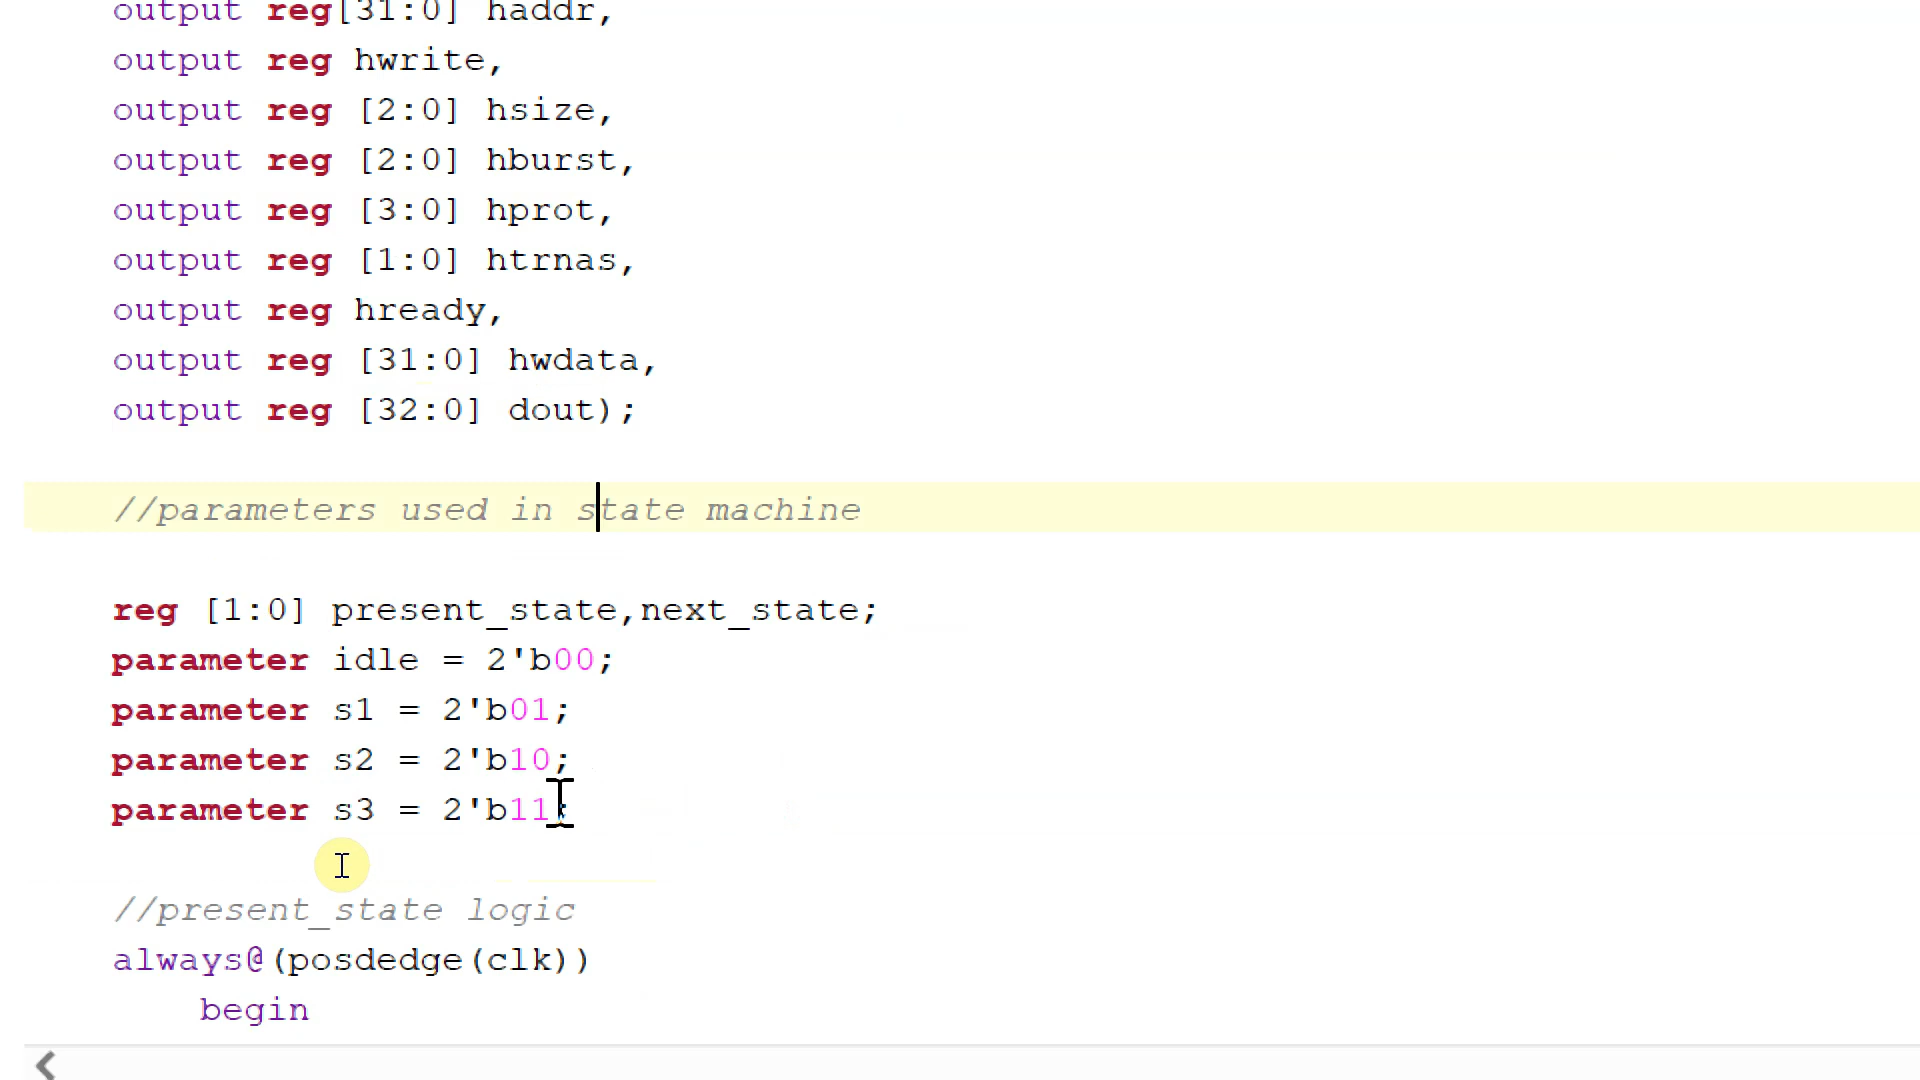 output reg[31:0] haddr,
output reg hwrite,
output reg [2:0] hsize,
output reg [2:0] hburst,
output reg [3:0] hprot,
output reg [1:0] htrnas,
output reg hready,
output reg [31:0] hwdata,
output reg [32:0] dout);
//parameters used in state machine
reg [1:0] present_state,next_state;
parameter idle = 2'b00;
parameter s1 = 2'b01;
parameter s2 = 2'b10;
parameter s3 = 2'b11;
//present_state logic
always@(posdedge(clk))
begin